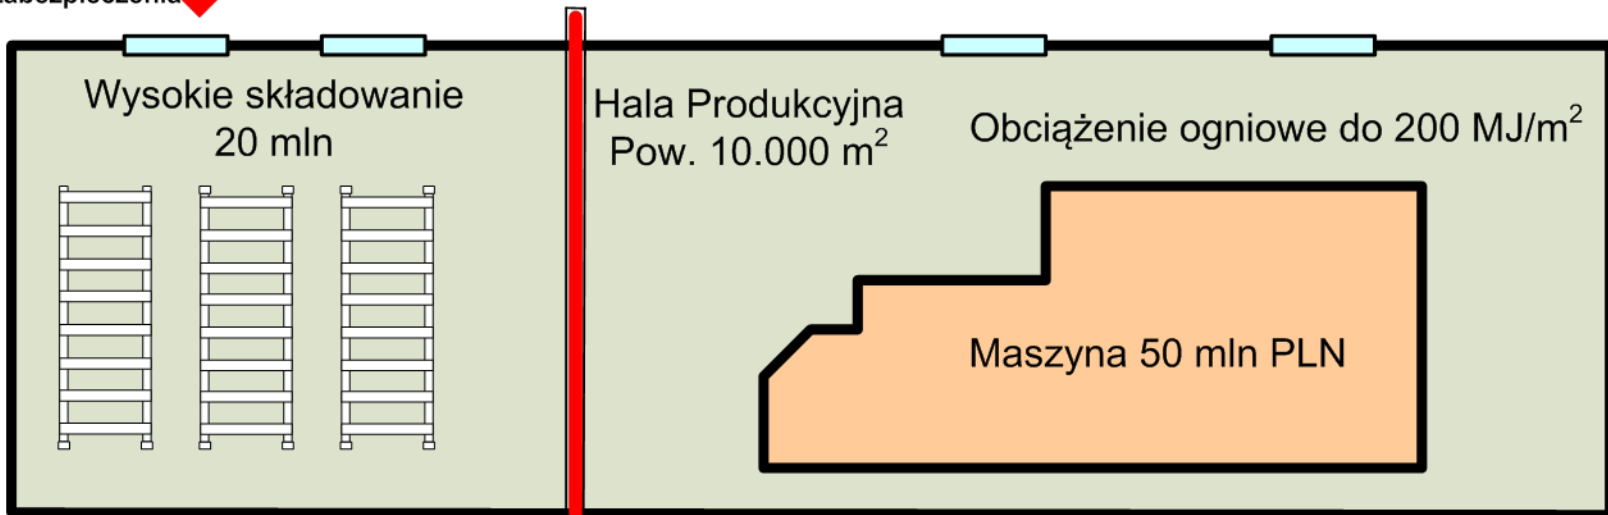 Wysokie składowanie
20 mln
Hala Produkcyjna
Pow. 10.000 m²
Obciążenie ogniowe do 200 MJ/m²
Maszyna 50 mln PLN